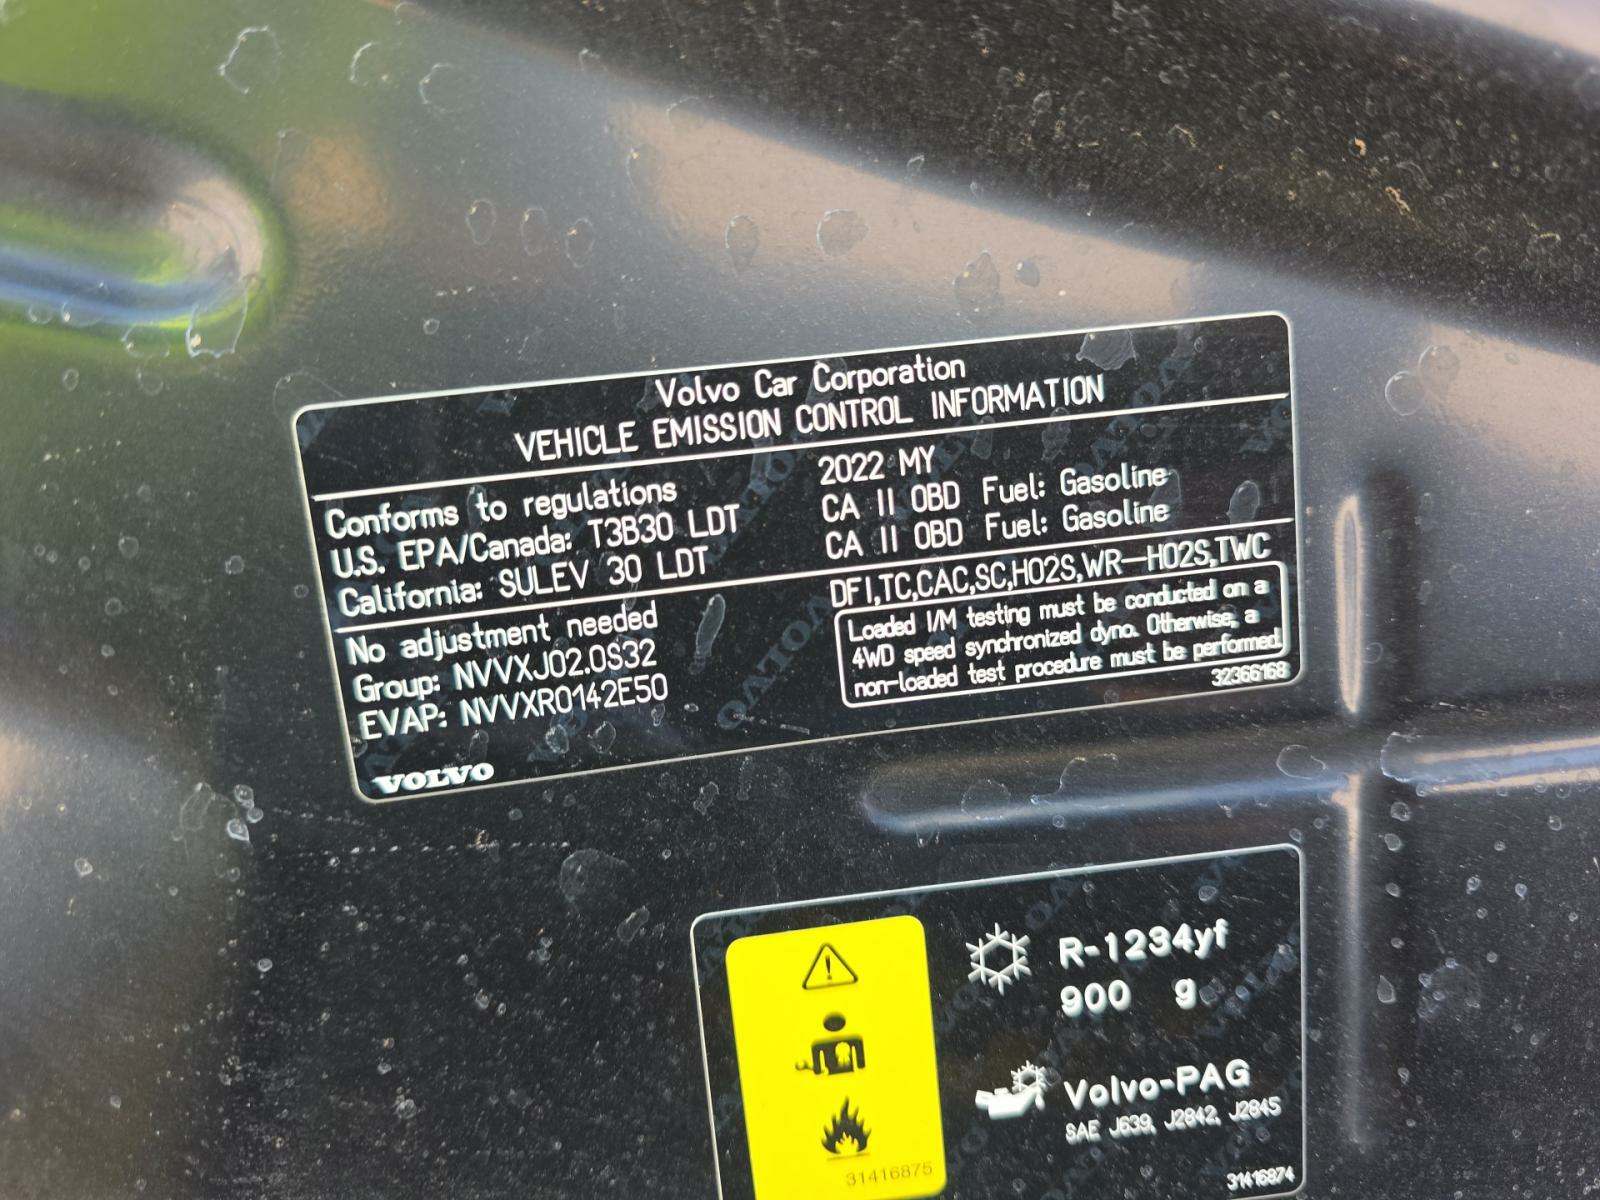 Volvo Car Corporation
VEHICLE EMISSION CONTROL INFORMATION
Conforms to regulations 2022 MY
U.S. EPA/Canada: T3B30 LDT CA II OBD Fuel: Gasoline
California: SULEV 30 LDT CA II OBD Fuel: Gasoline
No adjustment needed DFI,TC,CAC,SC,HO2S,WR-HO2S,TWC
Group: NVVXJ02.0S32
EVAP: NVVXR0142E50
Loaded I/M testing must be conducted on a
4WD speed synchronized dyno. Otherwise, a
non-loaded test procedure must be performed.
32366168
VOLVO
R-1234yf
900 g
Volvo-PAG
SAE J639, J2842, J2845
31416875
31416874